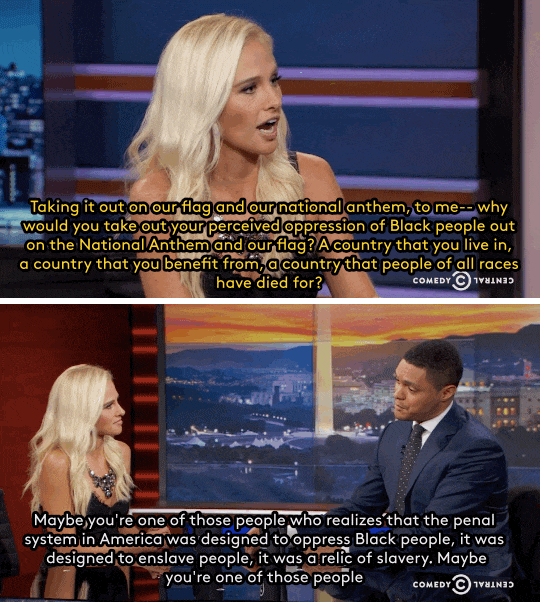 Taking it out on our flag and our national anthem, to me-- why
would you take out your perceived oppression of Black people out
on the National Anthem and our flag? A country that you live in,
a country that you benefit from, a country that people of all races
have died for?
COMEDY C CENTRAL
Maybe you're one of those people who realizes that the penal
system in America was designed to oppress Black people, it was
designed to enslave people, it was a relic of slavery. Maybe
you're one of those people
COMEDY C CENTRAL